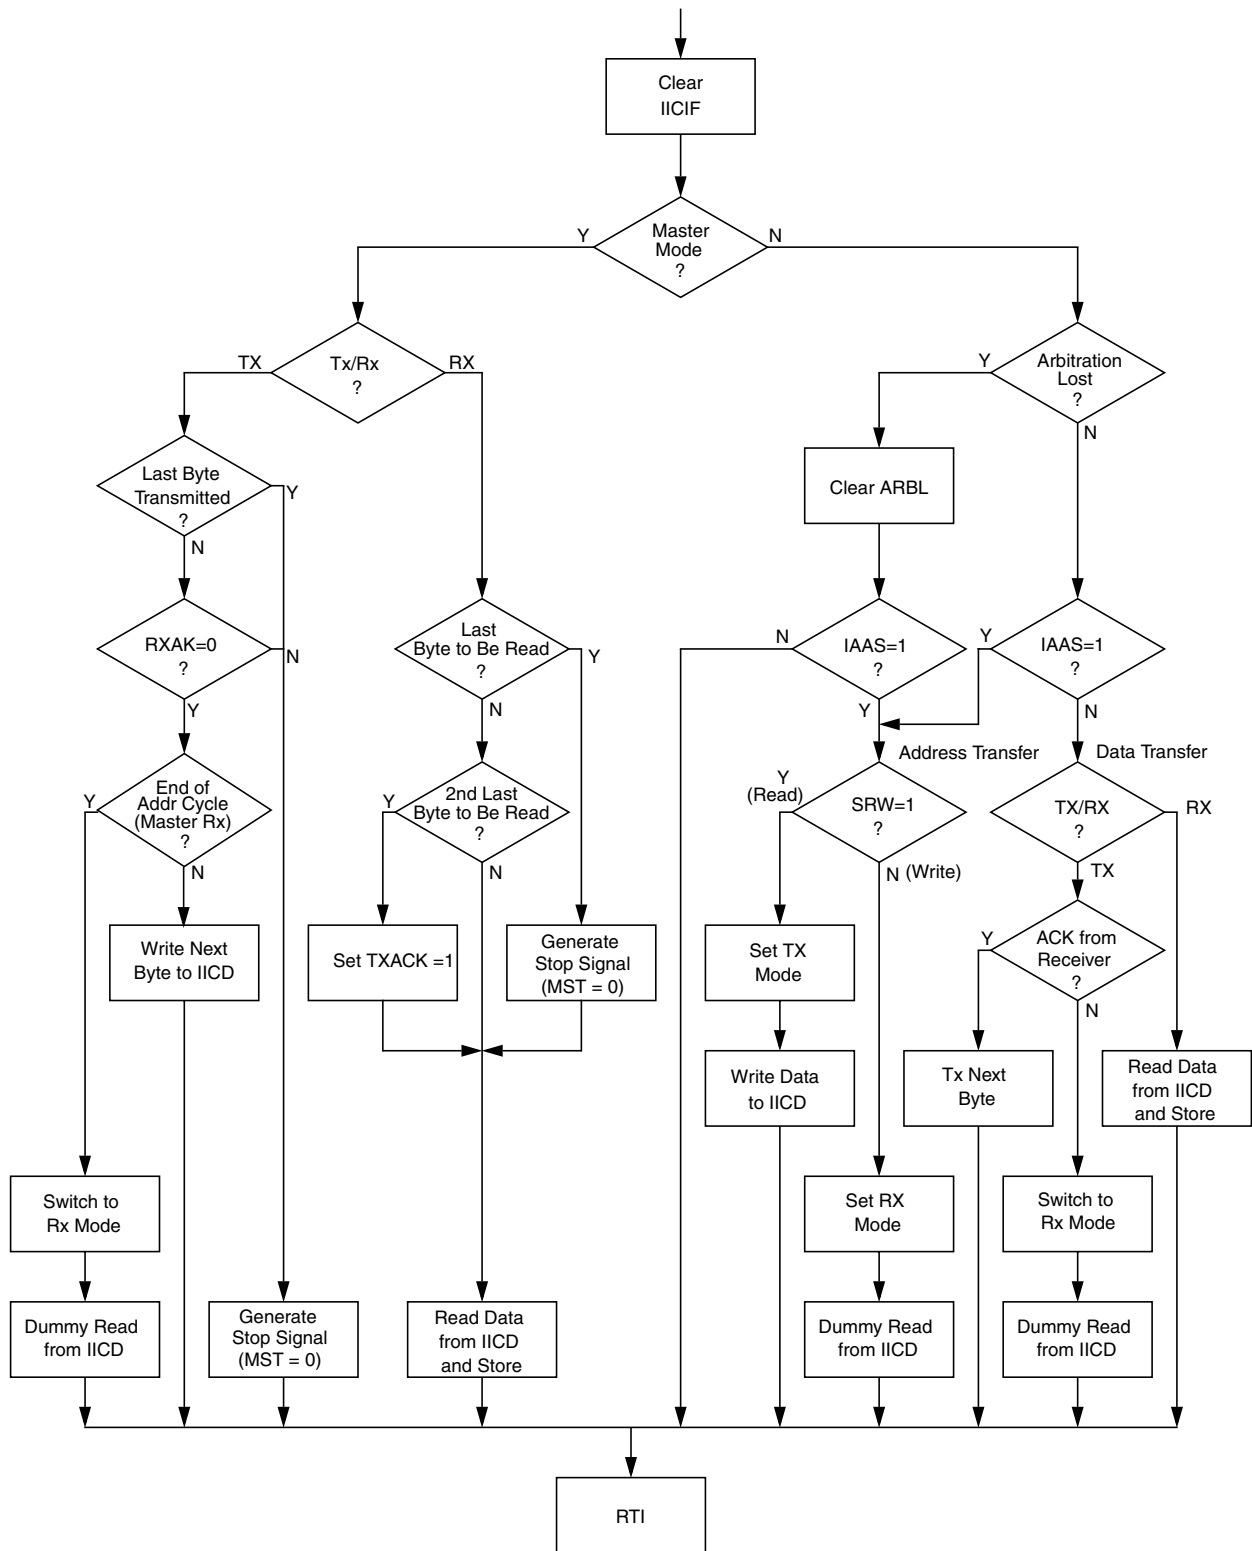 Clear
IICIF
Master
Mode
?
Y
N
Tx/Rx
?
TX
RX
Arbitration
Lost
?
Y
N
Last Byte
Transmitted
?
Y
N
Clear ARBL
RXAK=0
?
N
Y
Last
Byte to Be Read
?
Y
N
IAAS=1
?
N
Y
IAAS=1
?
Y
N
Address Transfer
Data Transfer
End of
Addr Cycle
(Master Rx)
?
Y
N
2nd Last
Byte to Be Read
?
Y
N
Y
(Read)
SRW=1
?
N (Write)
TX/RX
?
RX
TX
Write Next
Byte to IICD
Set TXACK =1
Generate
Stop Signal
(MST = 0)
Set TX
Mode
ACK from
Receiver
?
Y
N
Write Data
to IICD
Tx Next
Byte
Read Data
from IICD
and Store
Switch to
Rx Mode
Set RX
Mode
Switch to
Rx Mode
Dummy Read
from IICD
Generate
Stop Signal
(MST = 0)
Read Data
from IICD
and Store
Dummy Read
from IICD
Dummy Read
from IICD
RTI